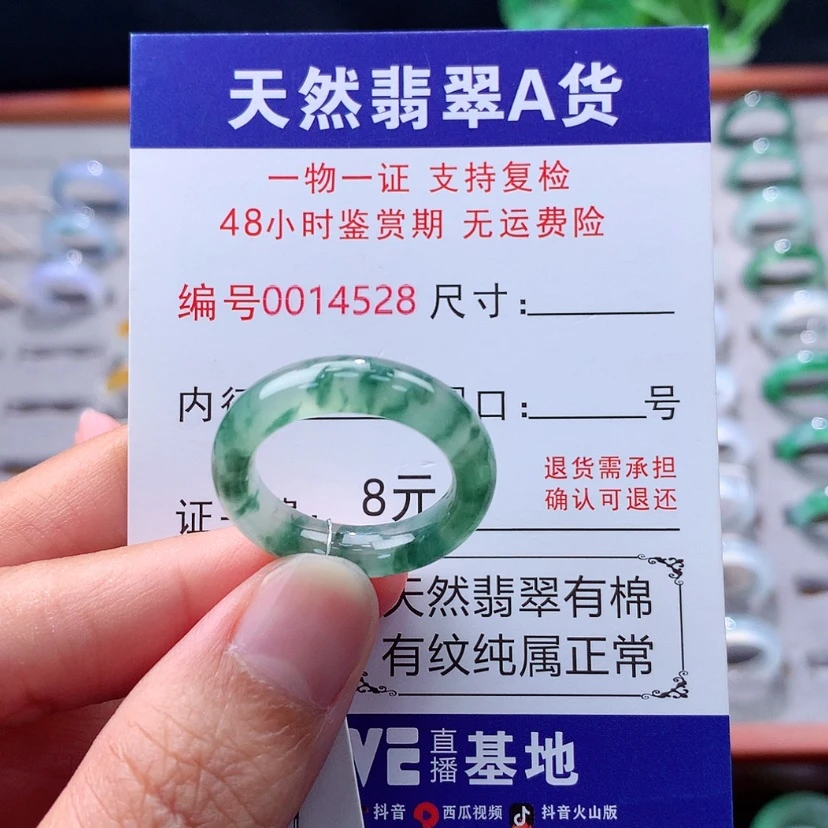 天然翡翠A货
一物一证 支持复检
48小时鉴赏期 无运费险
编号0014528 尺寸:
内 口: 号
退货需承担
证 8元 确认可退还
天然翡翠有棉
有纹纯属正常
VE 直播 基地
抖音 西瓜视频 抖音火山版